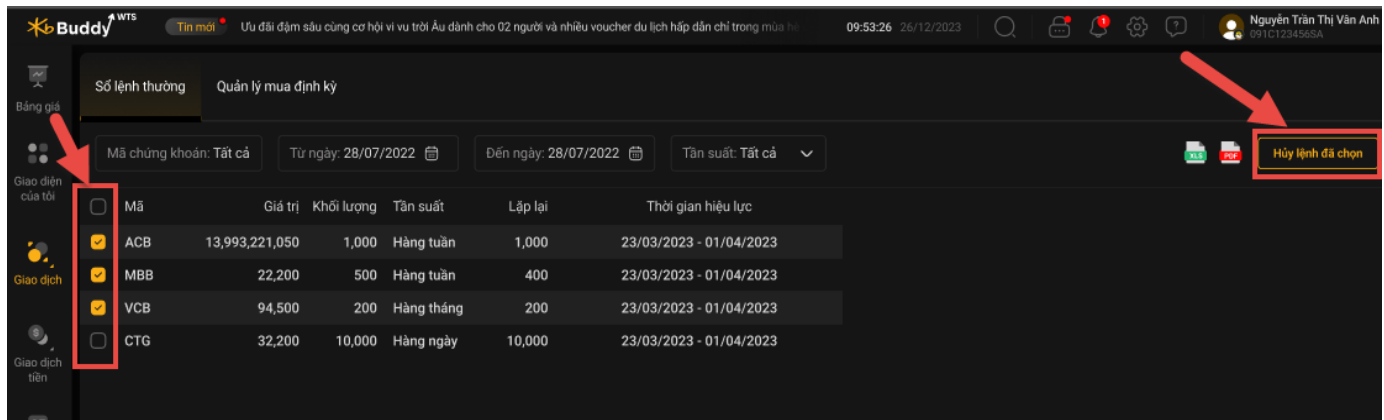 KB Buddy WTS
Tin mới Ưu đãi đậm sâu cùng cơ hội vi vu trời Âu dành cho 02 người và nhiều voucher du lịch hấp dẫn chỉ trong mùa hè
09:53:26 26/12/2023
Nguyễn Trần Thị Vân Anh
091C123456SA
Bảng giá
Giao diện
của tôi
Giao dịch
Giao dịch
tiền
Sổ lệnh thường Quản lý mua định kỳ
Mã chứng khoán: Tất cả Từ ngày: 28/07/2022 Đến ngày: 28/07/2022 Tần suất: Tất cả XLS PDF Hủy lệnh đã chọn
Mã Giá trị Khối lượng Tần suất Lặp lại Thời gian hiệu lực
ACB 13,993,221,050 1,000 Hàng tuần 1,000 23/03/2023 - 01/04/2023
MBB 22,200 500 Hàng tuần 400 23/03/2023 - 01/04/2023
VCB 94,500 200 Hàng tháng 200 23/03/2023 - 01/04/2023
CTG 32,200 10,000 Hàng ngày 10,000 23/03/2023 - 01/04/2023